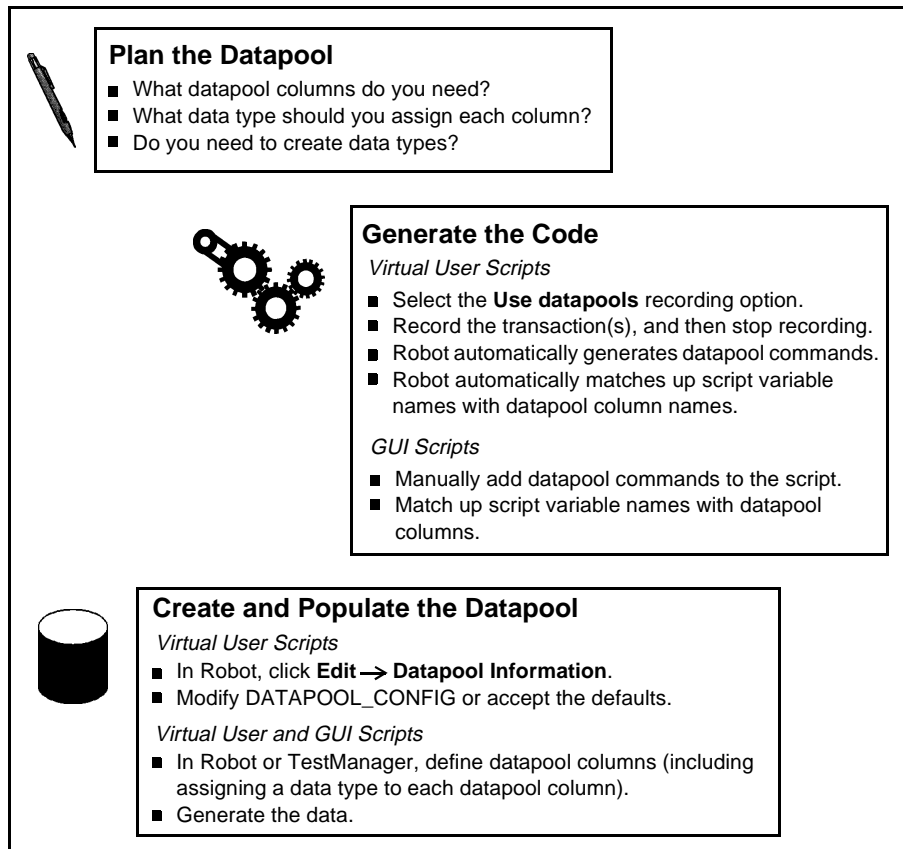 Plan the Datapool
■ What datapool columns do you need?
■ What data type should you assign each column?
■ Do you need to create data types?
Generate the Code
Virtual User Scripts
■ Select the Use datapools recording option.
■ Record the transaction(s), and then stop recording.
■ Robot automatically generates datapool commands.
■ Robot automatically matches up script variable
names with datapool column names.
GUI Scripts
■ Manually add datapool commands to the script.
■ Match up script variable names with datapool
columns.
Create and Populate the Datapool
Virtual User Scripts
■ In Robot, click Edit → Datapool Information.
■ Modify DATAPOOL_CONFIG or accept the defaults.
Virtual User and GUI Scripts
■ In Robot or TestManager, define datapool columns (including
assigning a data type to each datapool column).
■ Generate the data.